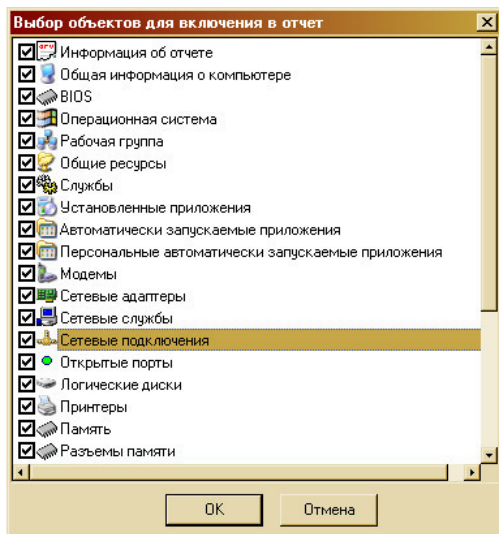 Выбор объектов для включения в отчет
Информация об отчете
Общая информация о компьютере
BIOS
Операционная система
Рабочая группа
Общие ресурсы
Службы
Установленные приложения
Автоматически запускаемые приложения
Персональные автоматически запускаемые приложения
Модемы
Сетевые адаптеры
Сетевые службы
Сетевые подключения
Открытые порты
Логические диски
Принтеры
Память
Разъемы памяти
OK
Отмена